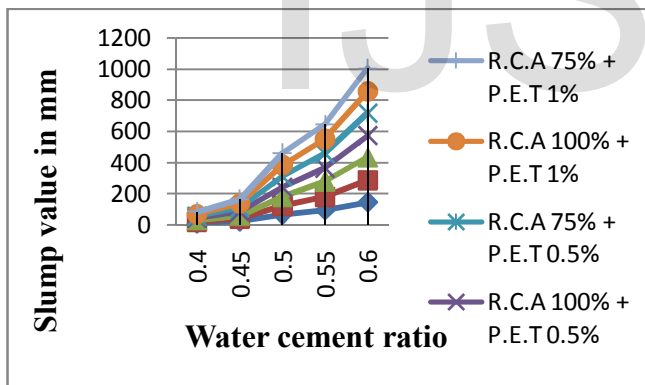 IJS
1200
1000
800
600
400
200
0
Slump value in mm
0.4
0.45
0.5
0.55
0.6
Water cement ratio
R.C.A 75% +
P.E.T 1%
R.C.A 100% +
P.E.T 1%
R.C.A 75% +
P.E.T 0.5%
R.C.A 100% +
P.E.T 0.5%